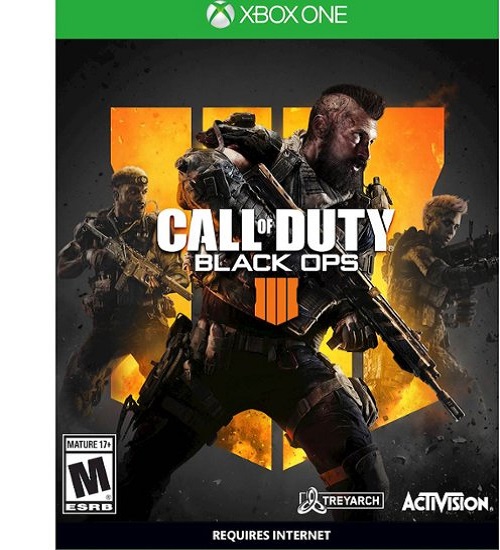 XBOX ONE
CALL OF DUTY
BLACK OPS
IIII
MATURE 17+
M
ESRB
TREYARCH
ACTIVISION
REQUIRES INTERNET